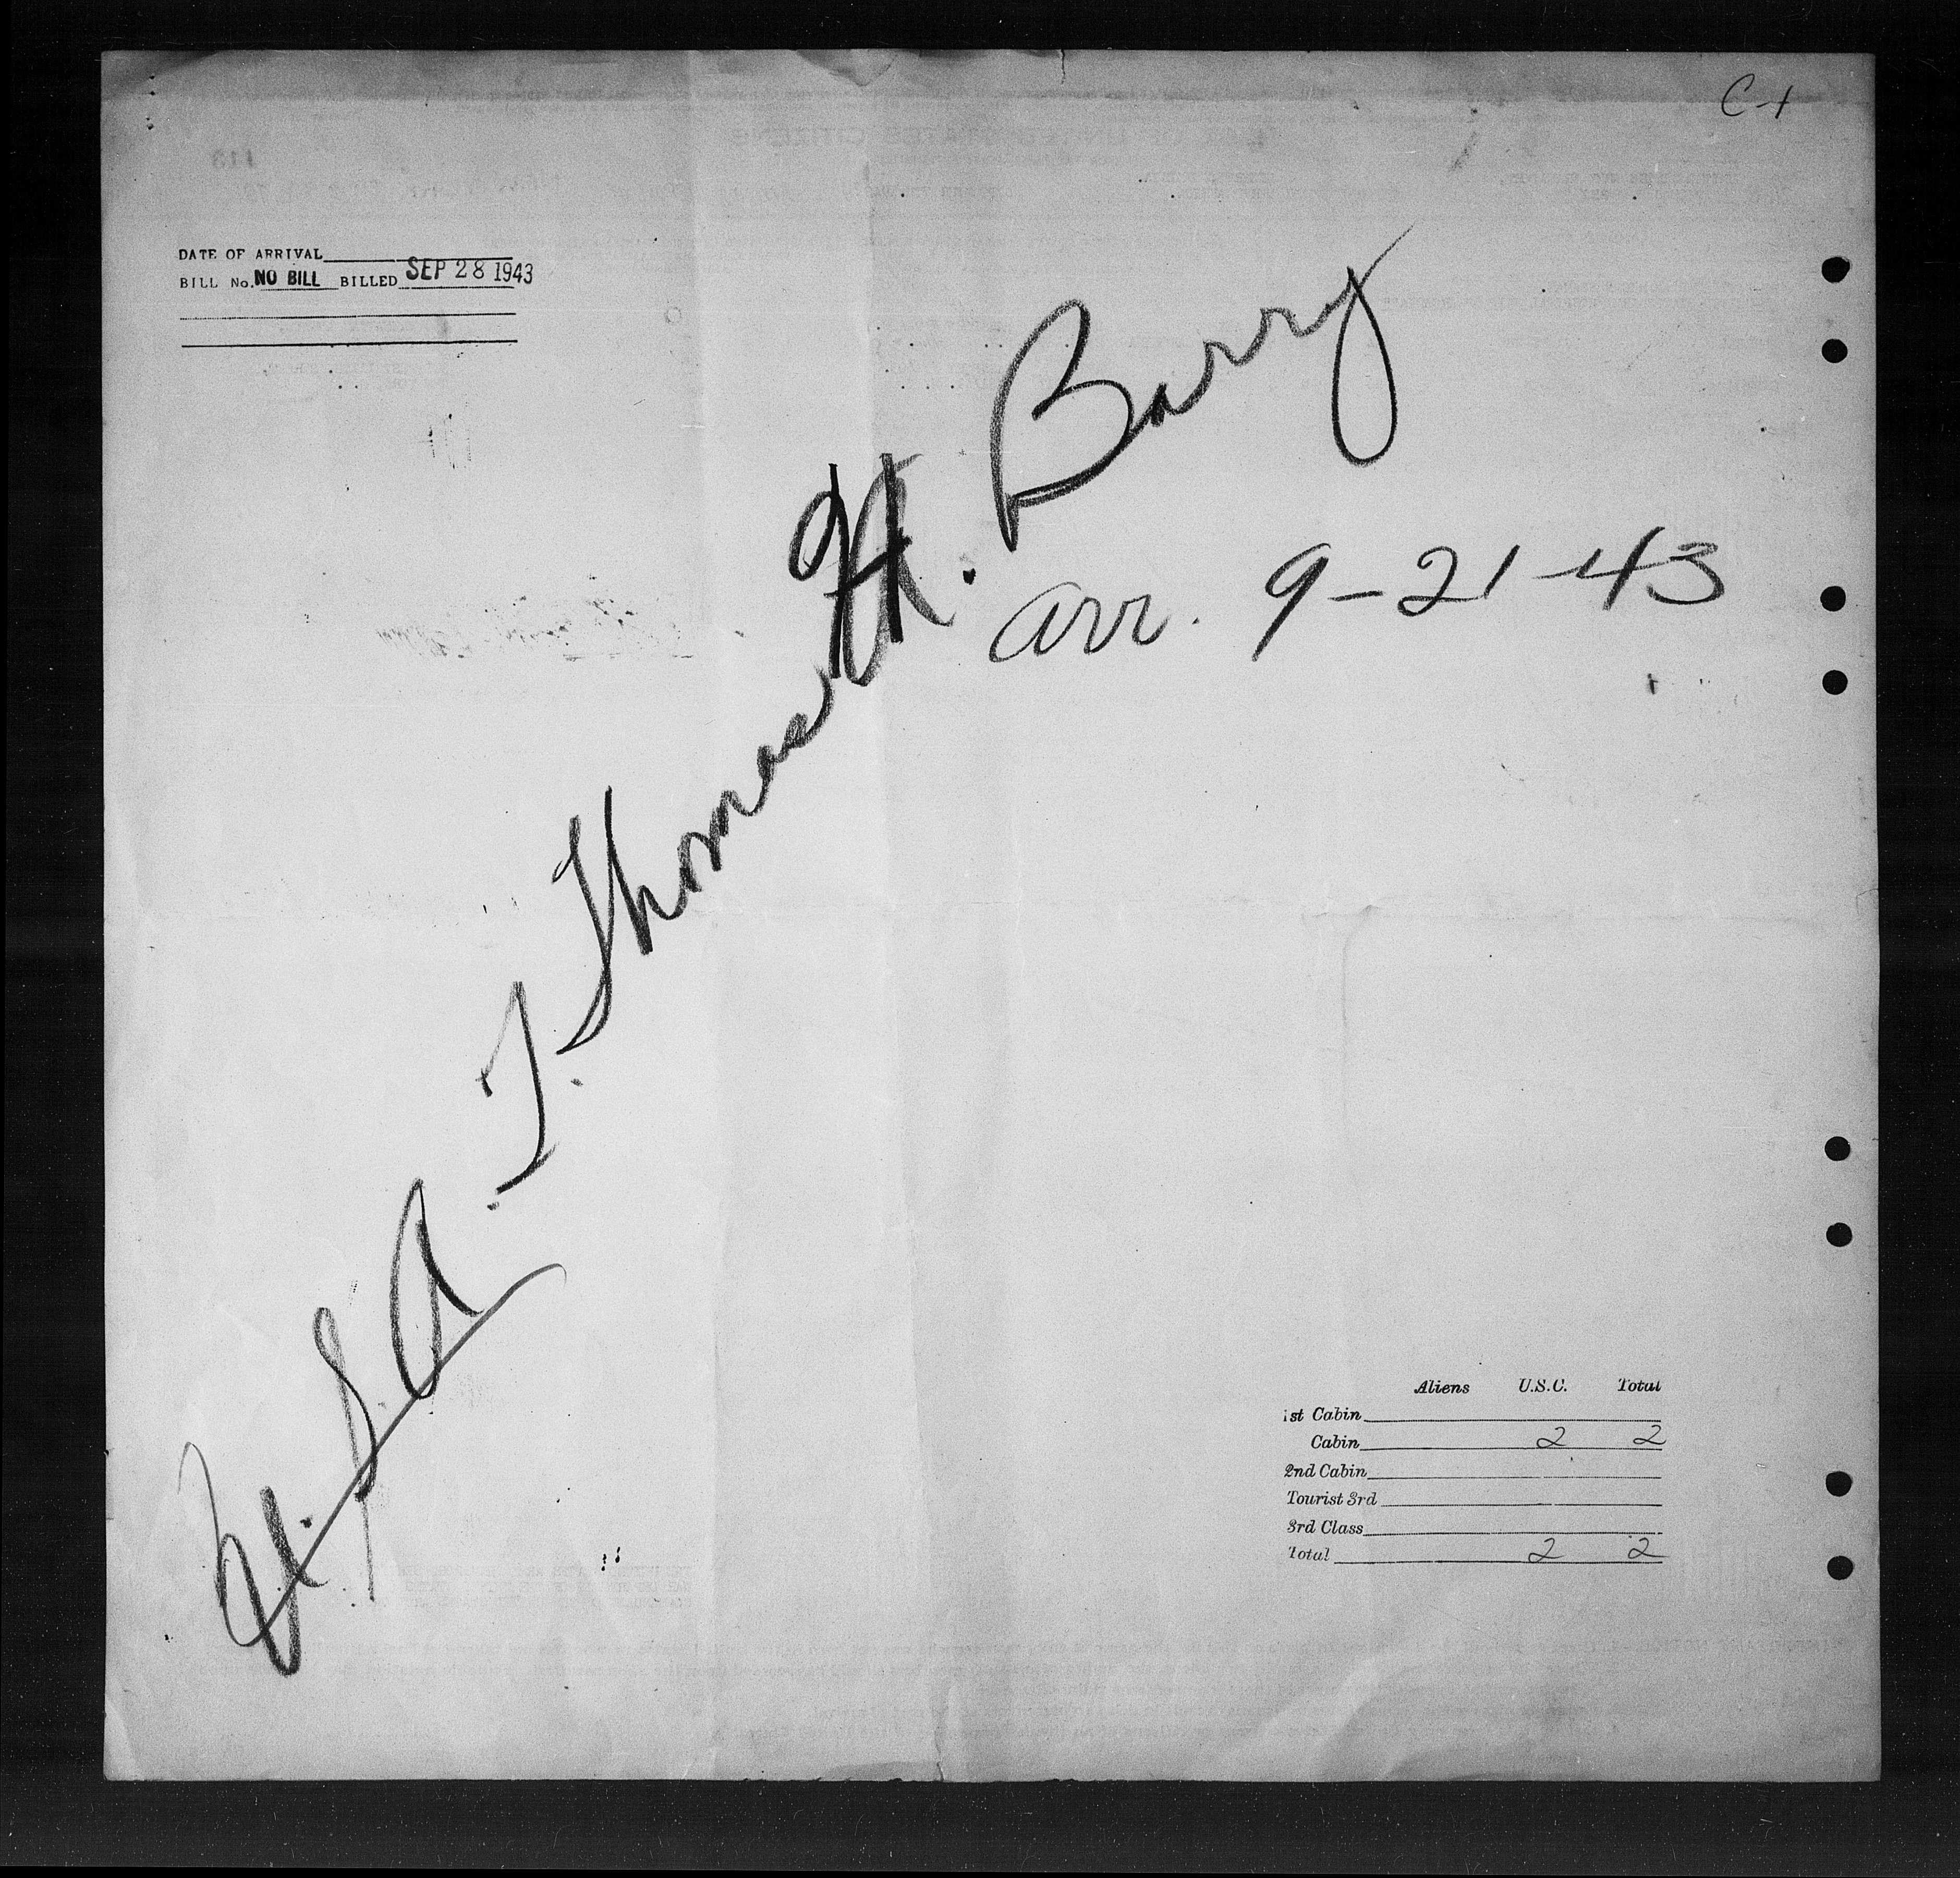 C-1
DATE OF ARRIVAL
BILL No. NO BILL BILLED SEP 28 1943
U.S.A.T. Thomas H. Barry
arr. 9-21-43
Aliens U.S.C. Total
1st Cabin
Cabin 2 2
2nd Cabin
Tourist 3rd
3rd Class
Total 2 2